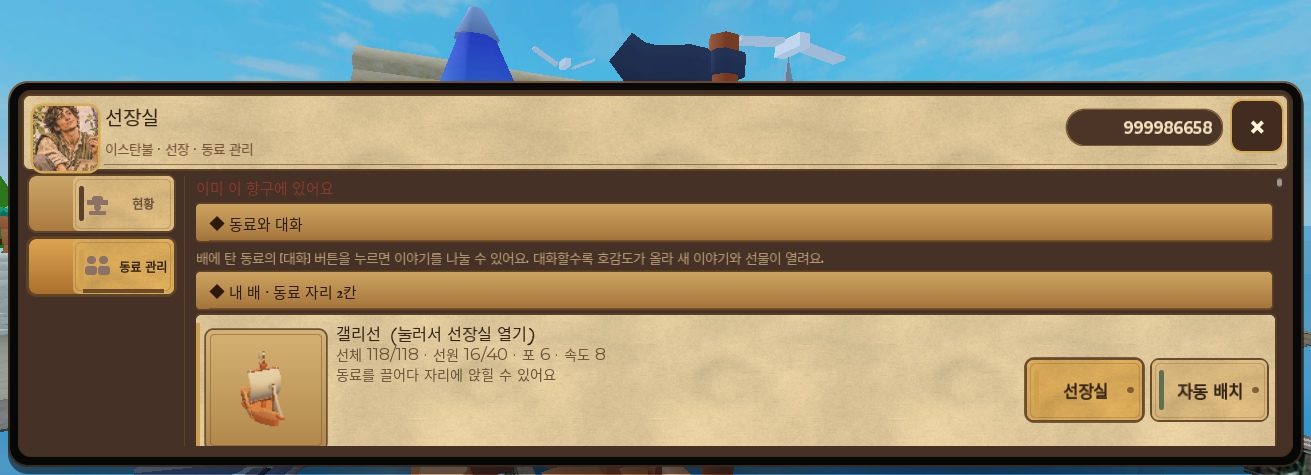 선장실
이스탄불 · 선장 · 동료 관리
999986658
×
현황
동료 관리
이미 이 항구에 있어요
◆ 동료와 대화
배에 탄 동료의 [대화] 버튼을 누르면 이야기를 나눌 수 있어요. 대화할수록 호감도가 올라 새 이야기와 선물이 열려요.
◆ 내 배 · 동료 자리 2칸
갤리선 (눌러서 선장실 열기)
선체 118/118 · 선원 16/40 · 포 6 · 속도 8
동료를 끌어다 자리에 앉힐 수 있어요
선장실
자동 배치